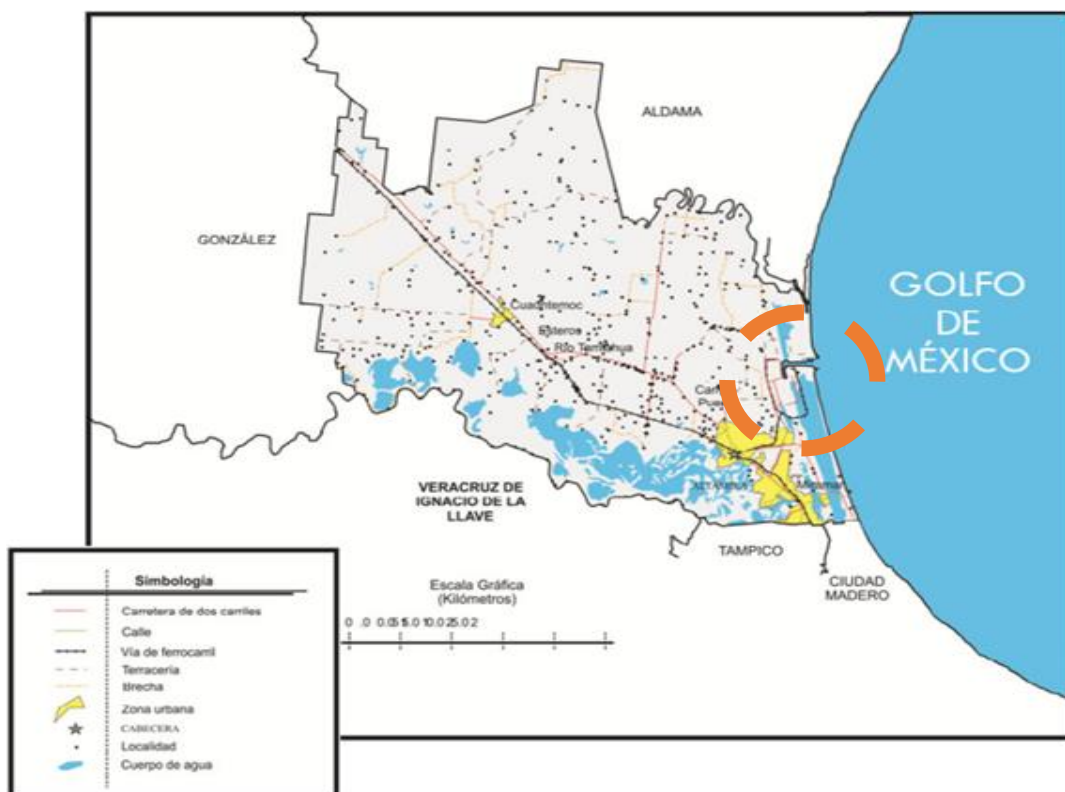 ALDAMA
GONZÁLEZ
GOLFO
DE
MÉXICO
Cuauhtemoc
Esteros
Río Tamaihua
VERACRUZ DE
IGNACIO DE LA
LLAVE
Miramar
TAMPICO
CIUDAD
MADERO
Escala Gráfica
(Kilómetros)
Simbología
Carretera de dos carriles
Calle
Vía de ferrocarril
Terracería
Brecha
Zona urbana
CABECERA
Localidad
Cuerpo de agua